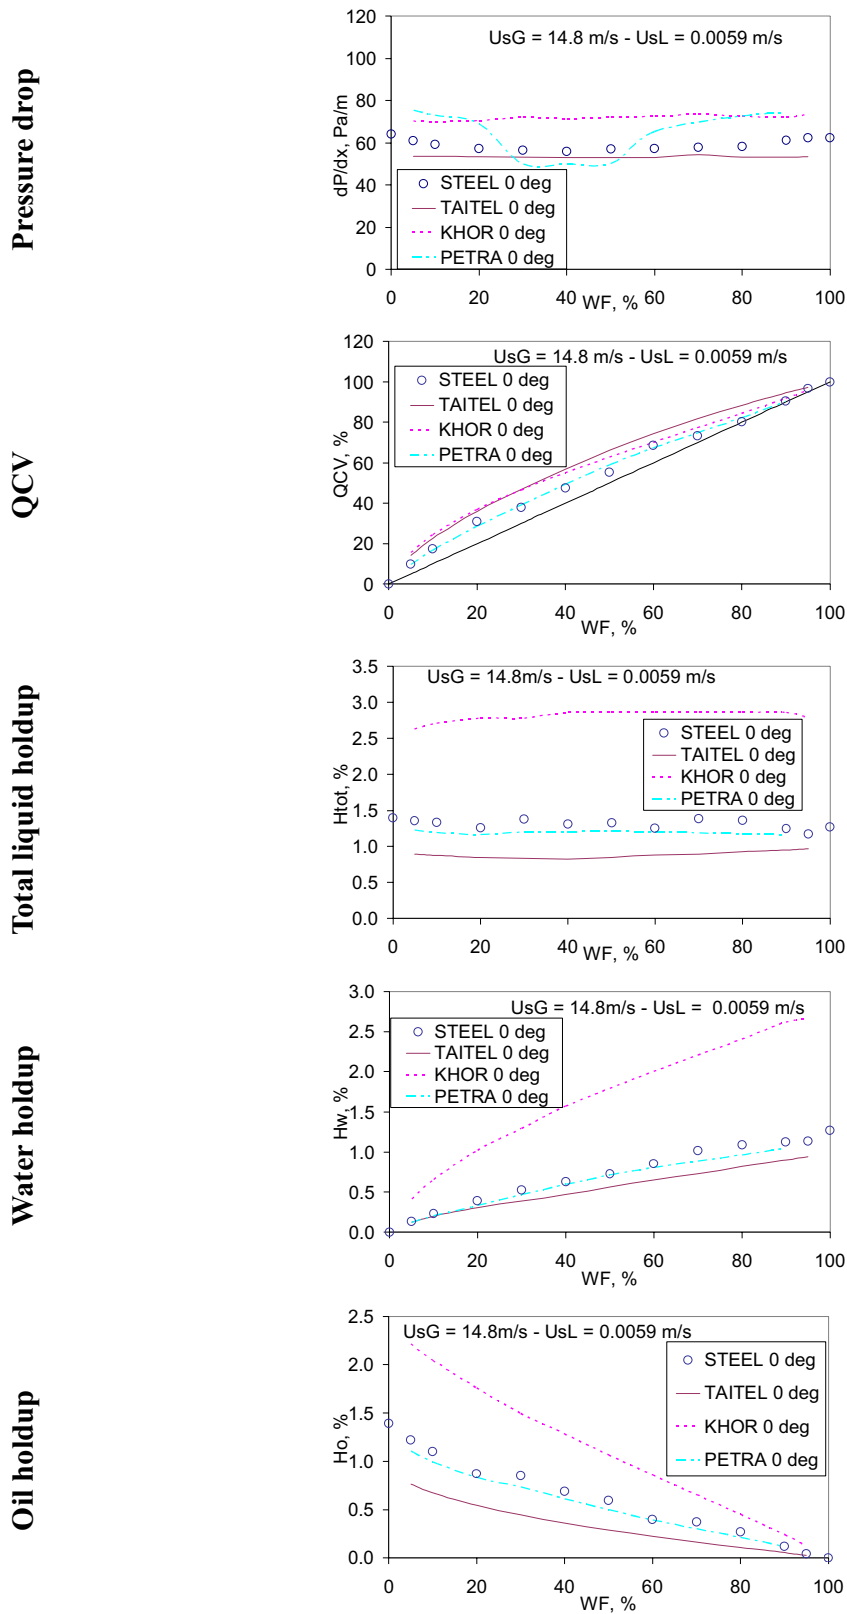 Pressure drop
UsG = 14.8 m/s - UsL = 0.0059 m/s
dP/dx, Pa/m
120
100
80
60
40
20
0
STEEL 0 deg
TAITEL 0 deg
KHOR 0 deg
PETRA 0 deg
0 20 40 60 80 100
WF, %
QCV
UsG = 14.8 m/s - UsL = 0.0059 m/s
QCV, %
120
100
80
60
40
20
0
STEEL 0 deg
TAITEL 0 deg
KHOR 0 deg
PETRA 0 deg
0 20 40 60 80 100
WF, %
Total liquid holdup
UsG = 14.8m/s - UsL = 0.0059 m/s
Htot, %
3.5
3.0
2.5
2.0
1.5
1.0
0.5
0.0
STEEL 0 deg
TAITEL 0 deg
KHOR 0 deg
PETRA 0 deg
0 20 40 60 80 100
WF, %
Water holdup
UsG = 14.8m/s - UsL = 0.0059 m/s
Hw, %
3.0
2.5
2.0
1.5
1.0
0.5
0.0
STEEL 0 deg
TAITEL 0 deg
KHOR 0 deg
PETRA 0 deg
0 20 40 60 80 100
WF, %
Oil holdup
UsG = 14.8m/s - UsL = 0.0059 m/s
Ho, %
2.5
2.0
1.5
1.0
0.5
0.0
STEEL 0 deg
TAITEL 0 deg
KHOR 0 deg
PETRA 0 deg
0 20 40 60 80 100
WF, %